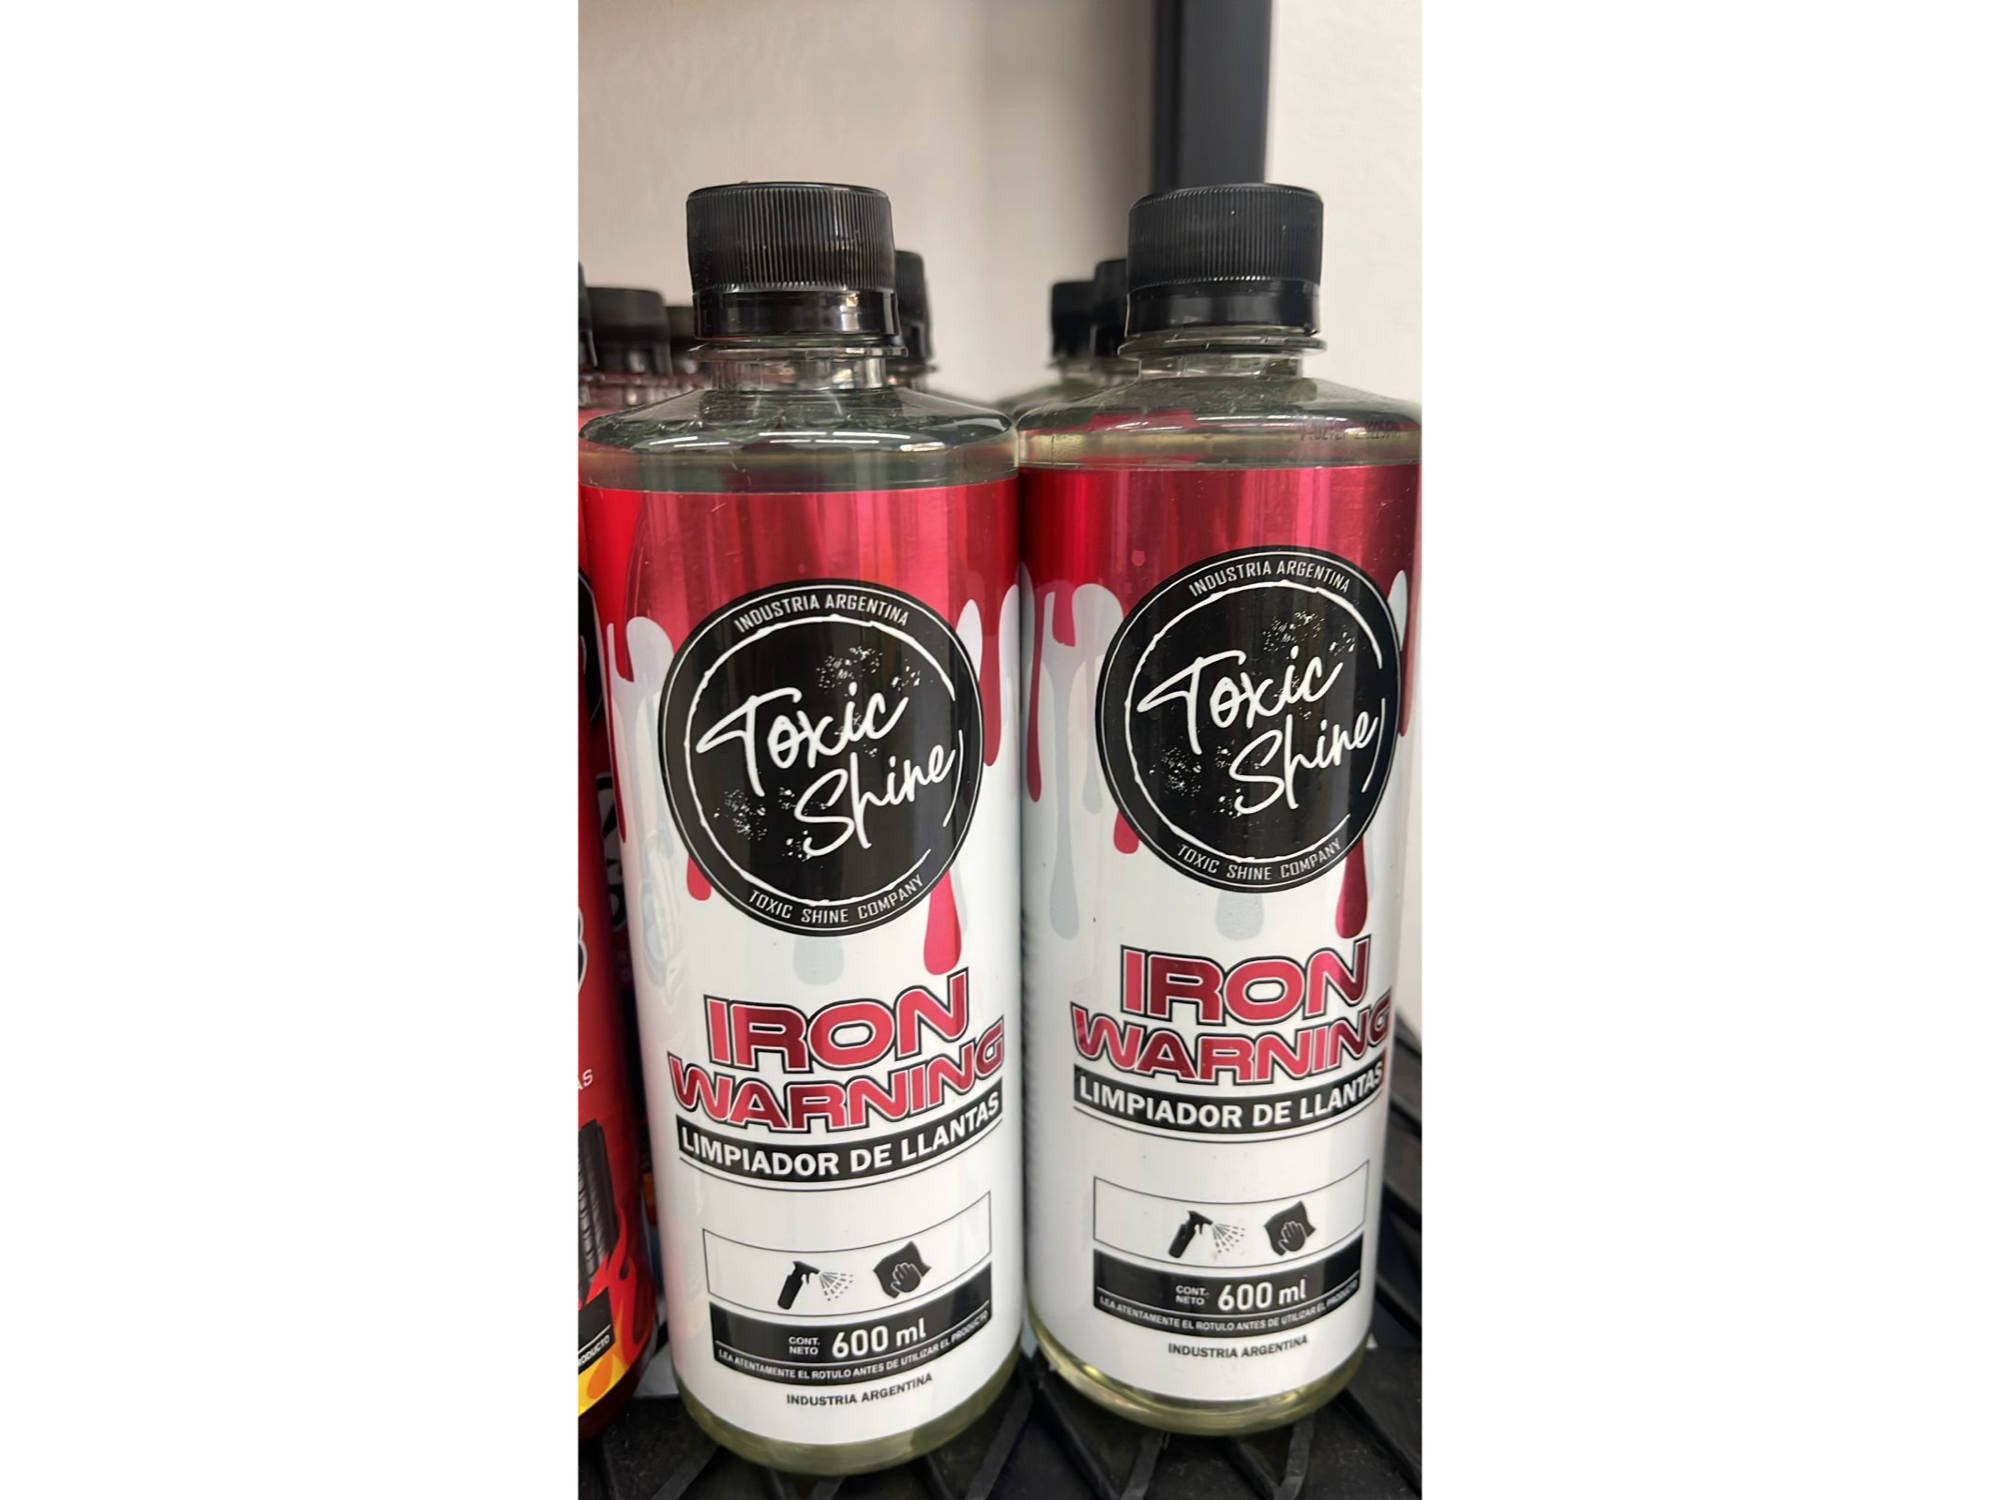 INDUSTRIA ARGENTINA
Toxic
Shine
TOXIC SHINE COMPANY
IRON
WARNING
LIMPIADOR DE LLANTAS
CONT.
NETO 600 ml
LEA ATENTAMENTE EL ROTULO ANTES DE UTILIZAR EL PRODUCTO
INDUSTRIA ARGENTINA
INDUSTRIA ARGENTINA
Toxic
Shine
TOXIC SHINE COMPANY
IRON
WARNING
LIMPIADOR DE LLANTAS
CONT.
NETO 600 ml
LEA ATENTAMENTE EL ROTULO ANTES DE UTILIZAR EL PRODUCTO
INDUSTRIA ARGENTINA